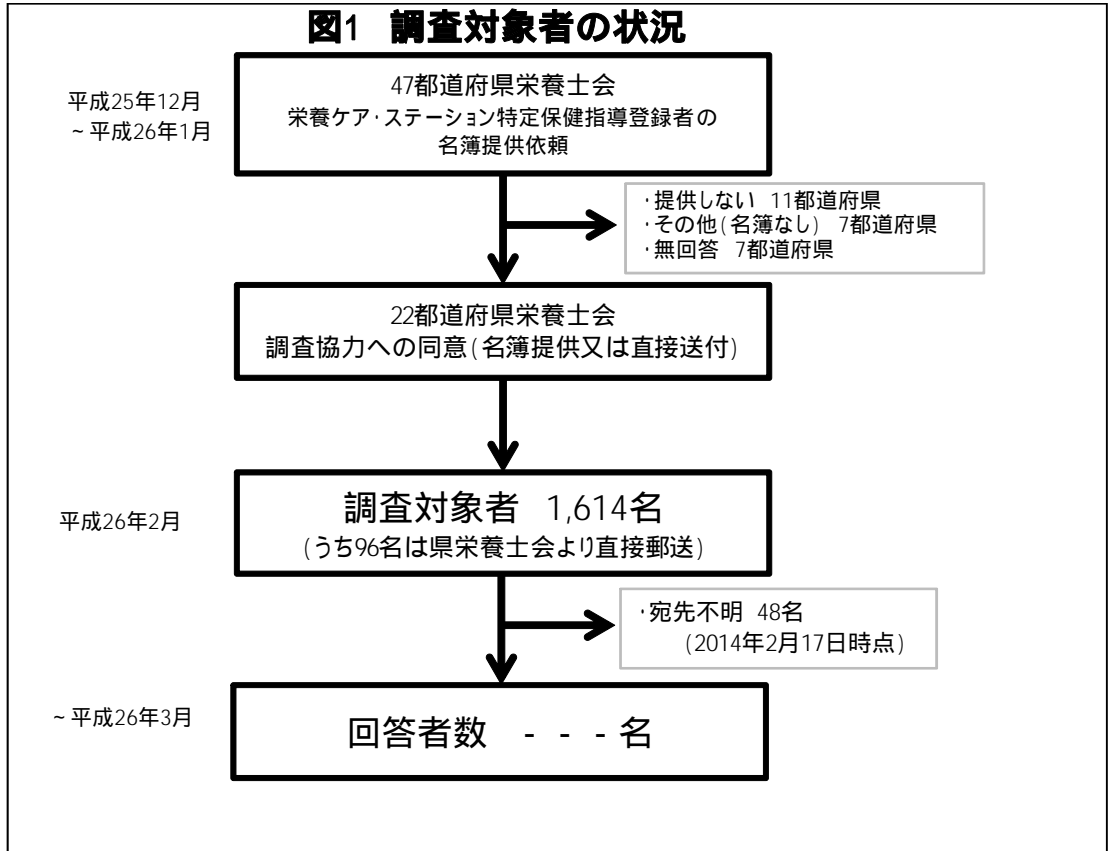 図1 調査対象者の状況
平成25年12月
~平成26年1月
47都道府県栄養士会
栄養ケア・ステーション特定保健指導登録者の
名簿提供依頼
・提供しない 11都道府県
・その他(名簿なし) 7都道府県
・無回答 7都道府県
22都道府県栄養士会
調査協力への同意(名簿提供又は直接送付)
平成26年2月
調査対象者 1,614名
(うち96名は県栄養士会より直接郵送)
・宛先不明 48名
(2014年2月17日時点)
~平成26年3月
回答者数 - - - 名